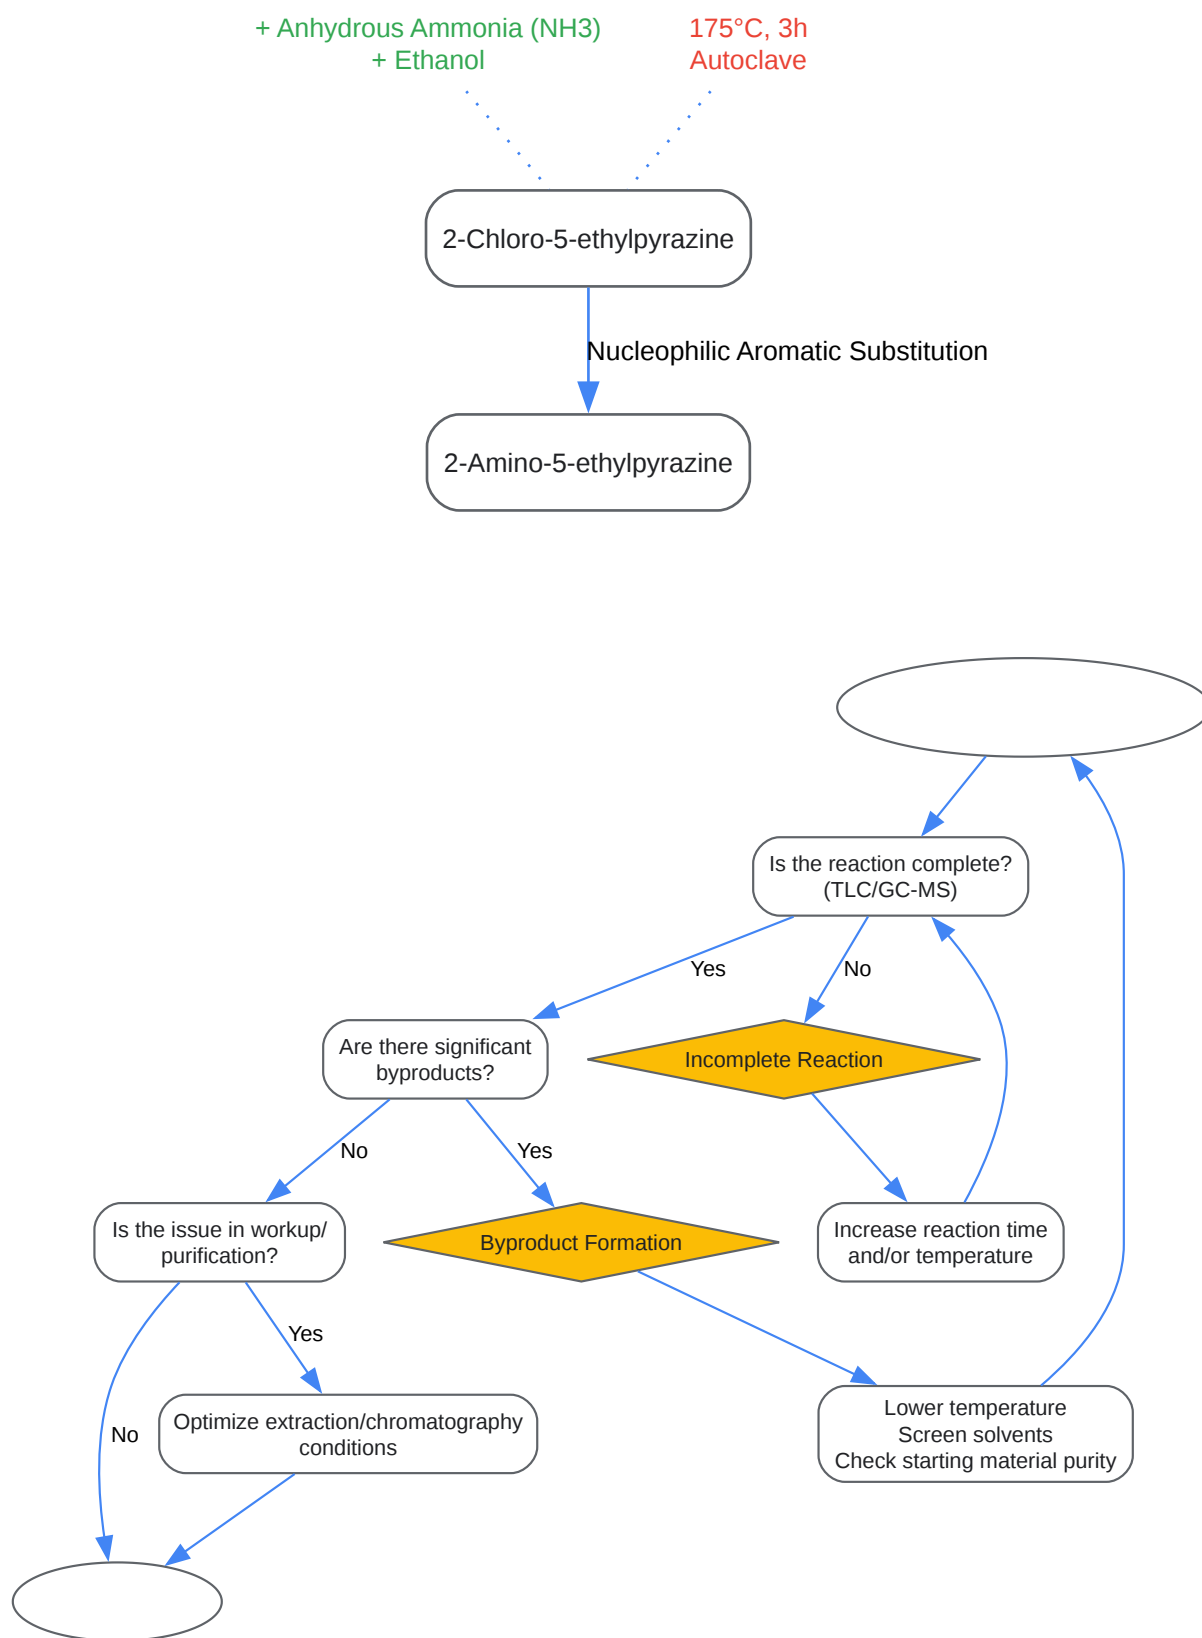 + Anhydrous Ammonia (NH3)
+ Ethanol
175°C, 3h
Autoclave
2-Chloro-5-ethylpyrazine
Nucleophilic Aromatic Substitution
2-Amino-5-ethylpyrazine
Is the reaction complete?
(TLC/GC-MS)
Yes
No
Are there significant
byproducts?
Incomplete Reaction
No
Yes
Is the issue in workup/
purification?
Byproduct Formation
Increase reaction time
and/or temperature
Yes
No
Optimize extraction/chromatography
conditions
Lower temperature
Screen solvents
Check starting material purity